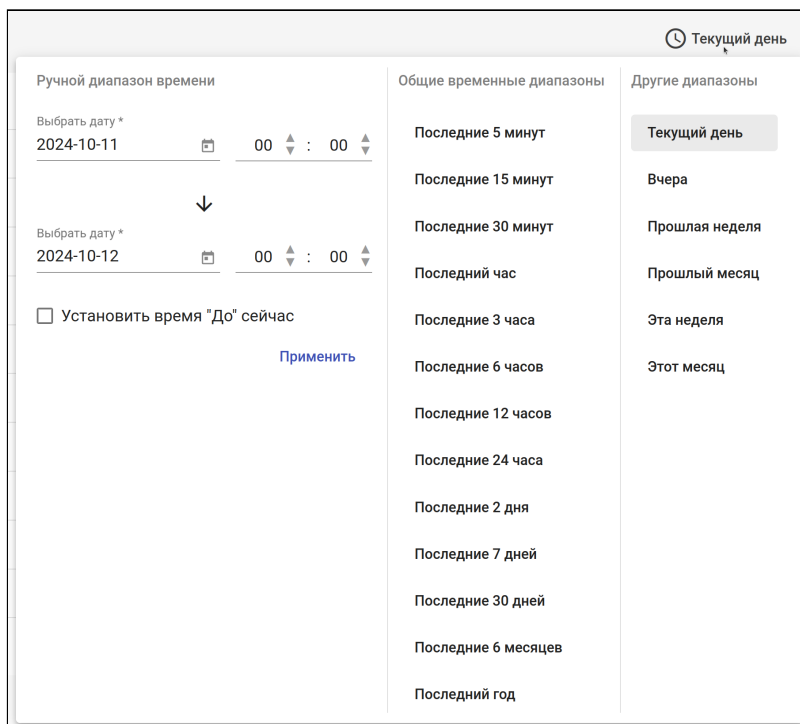 Текущий день
Ручной диапазон времени
Выбрать дату *
2024-10-11
00 : 00
Выбрать дату *
2024-10-12
00 : 00
Установить время "До" сейчас
Применить
Общие временные диапазоны
Последние 5 минут
Последние 15 минут
Последние 30 минут
Последний час
Последние 3 часа
Последние 6 часов
Последние 12 часов
Последние 24 часа
Последние 2 дня
Последние 7 дней
Последние 30 дней
Последние 6 месяцев
Последний год
Другие диапазоны
Текущий день
Вчера
Прошлая неделя
Прошлый месяц
Эта неделя
Этот месяц